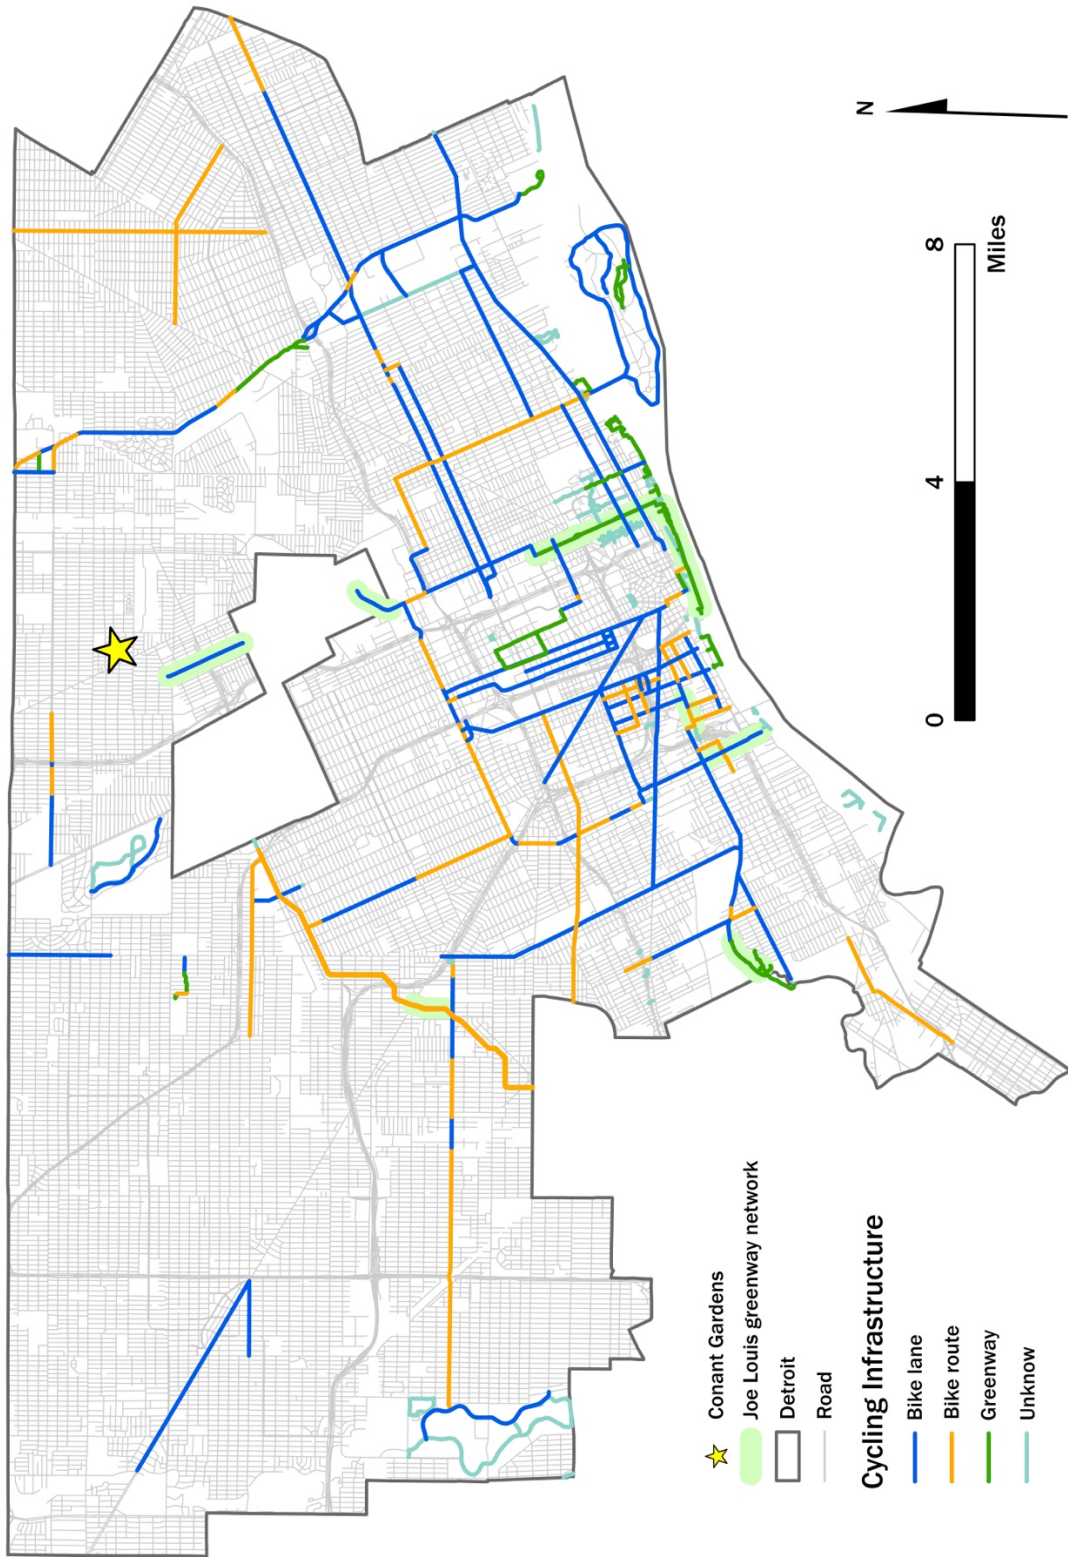 N
0 4 8
Miles
Conant Gardens
Joe Louis greenway network
Detroit
Road
Cycling Infrastructure
Bike lane
Bike route
Greenway
Unknow